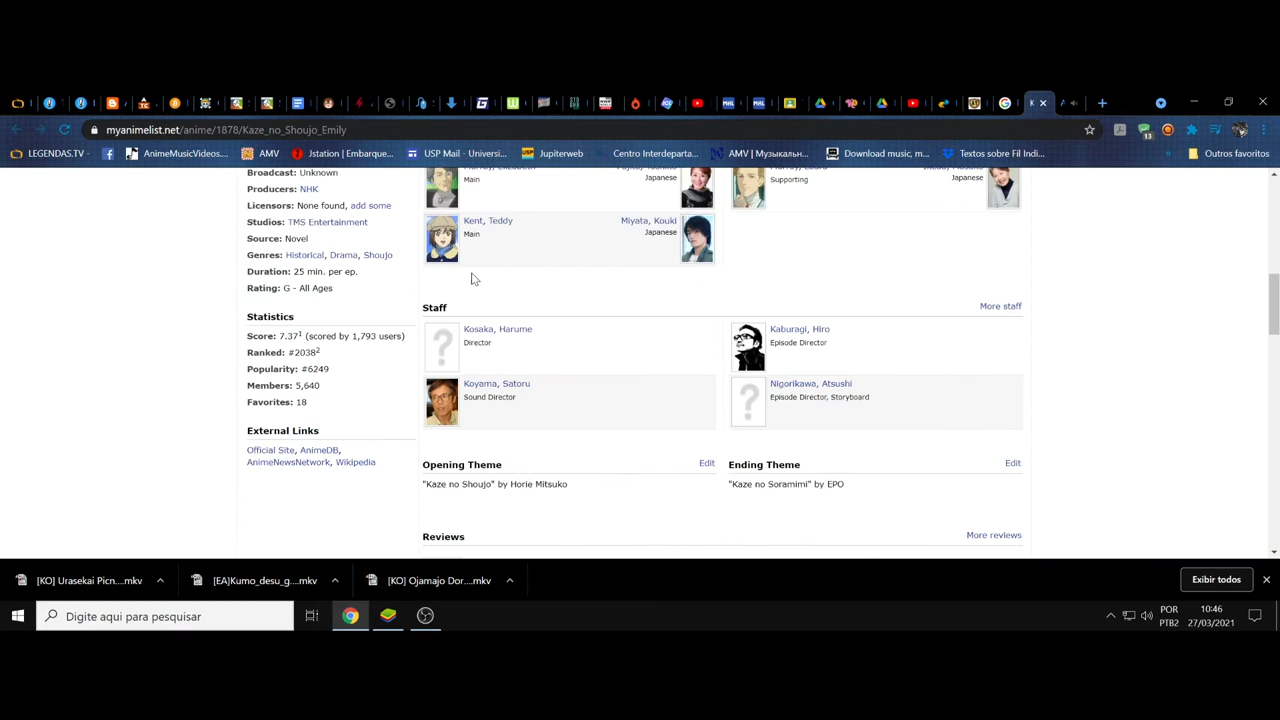 myanimelist.net/anime/1878/Kaze_no_Shoujo_Emily
13
LEGENDAS.TV -
AnimeMusicVideos...
AMV
Jstation | Embarque...
USP Mail - Universi...
Jupiterweb
Centro Interdeparta...
AMV | Музыкальн...
Download music, m...
Textos sobre Fil Indi...
»
Outros favoritos
Broadcast: Unknown
Producers: NHK
Licensors: None found, add some
Studios: TMS Entertainment
Source: Novel
Genres: Historical, Drama, Shoujo
Duration: 25 min. per ep.
Rating: G - All Ages
Statistics
Score: 7.37¹ (scored by 1,793 users)
Ranked: #2038²
Popularity: #6249
Members: 5,640
Favorites: 18
External Links
Official Site, AnimeDB,
AnimeNewsNetwork, Wikipedia
Main
Japanese
Supporting
Japanese
Kent, Teddy
Main
Miyata, Kouki
Japanese
Staff
More staff
Kosaka, Harume
Director
Kaburagi, Hiro
Episode Director
Koyama, Satoru
Sound Director
Nigorikawa, Atsushi
Episode Director, Storyboard
Opening Theme
Edit
Ending Theme
Edit
"Kaze no Shoujo" by Horie Mitsuko
"Kaze no Soramimi" by EPO
Reviews
More reviews
[KO] Urasekai Picn....mkv
[EA]Kumo_desu_g....mkv
[KO] Ojamajo Dor....mkv
Exibir todos
Digite aqui para pesquisar
POR
PTB2
10:46
27/03/2021